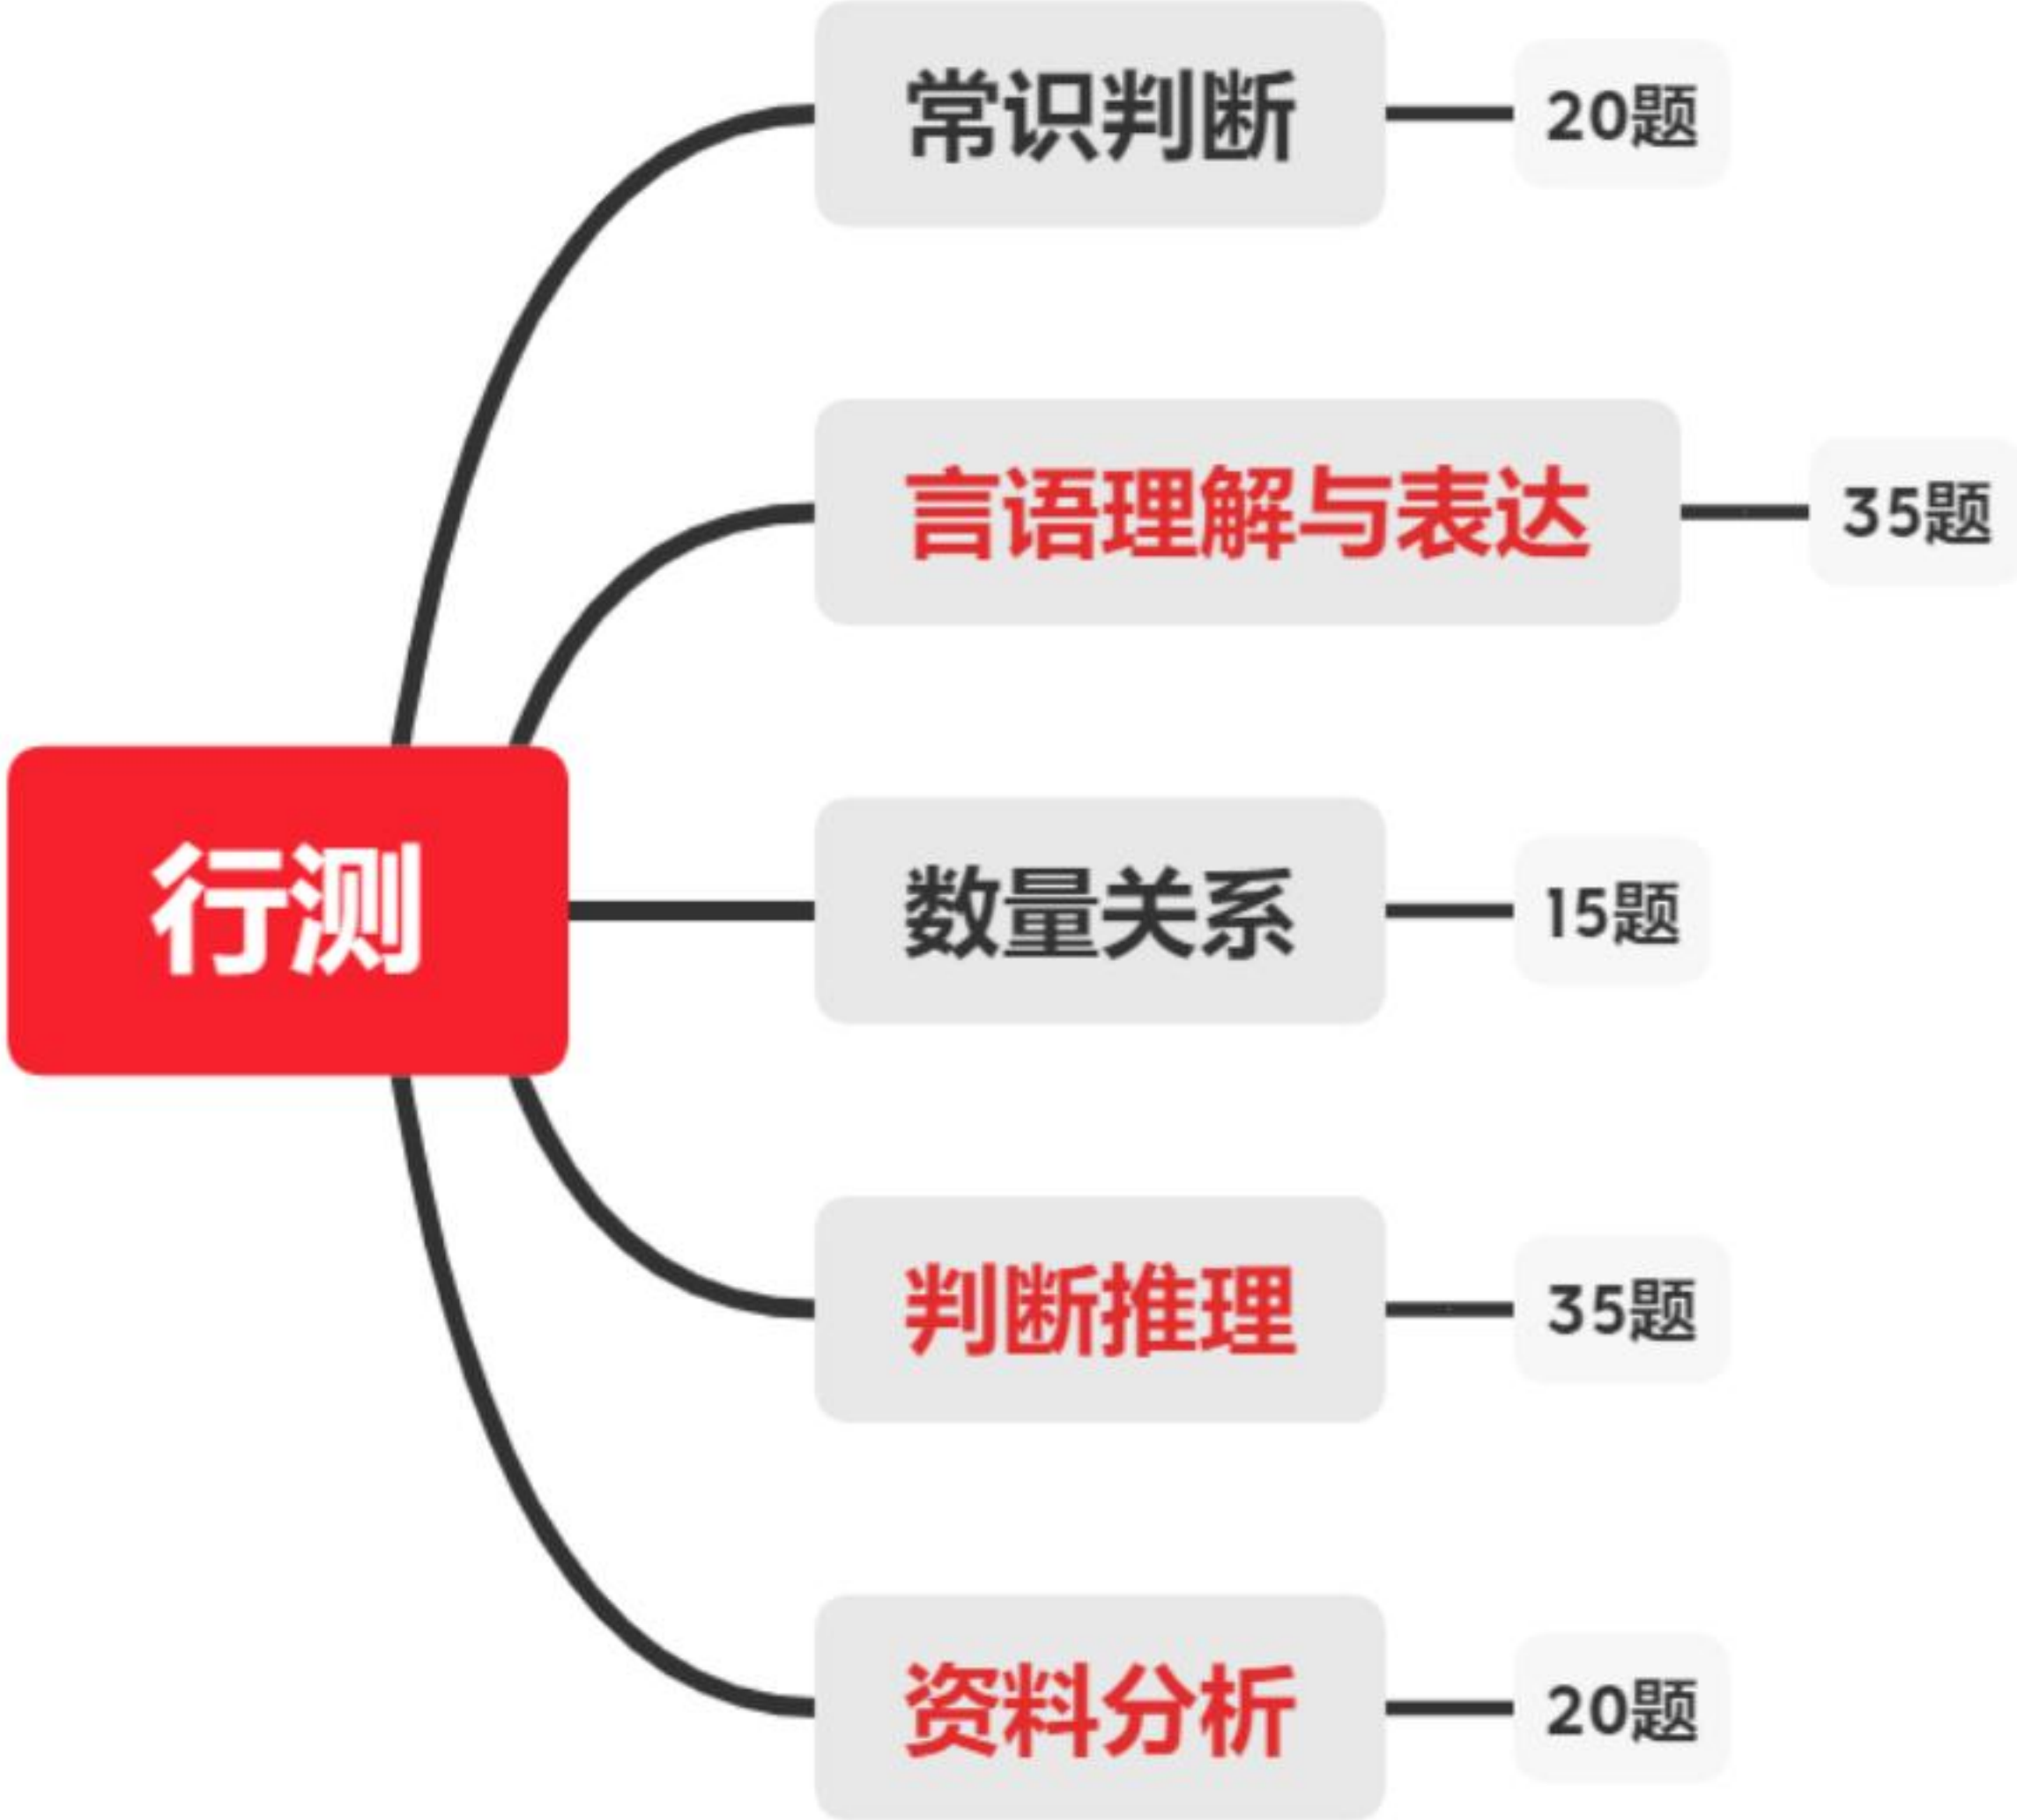 常识判断
20题
言语理解与表达
35题
行测
数量关系
15题
判断推理
35题
资料分析
20题